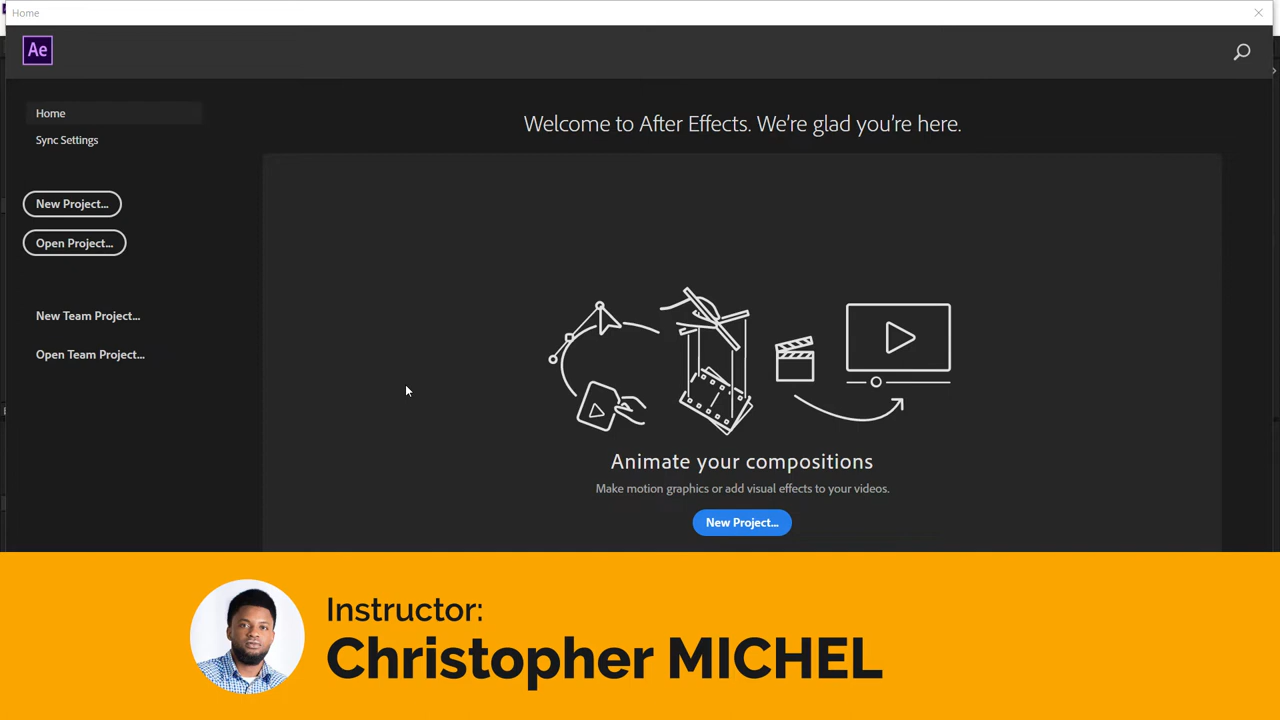 Home
Ae
Home
Sync Settings
New Project...
Open Project...
New Team Project...
Open Team Project...
Welcome to After Effects. We're glad you're here.
Animate your compositions
Make motion graphics or add visual effects to your videos.
New Project...
Instructor:
Christopher MICHEL